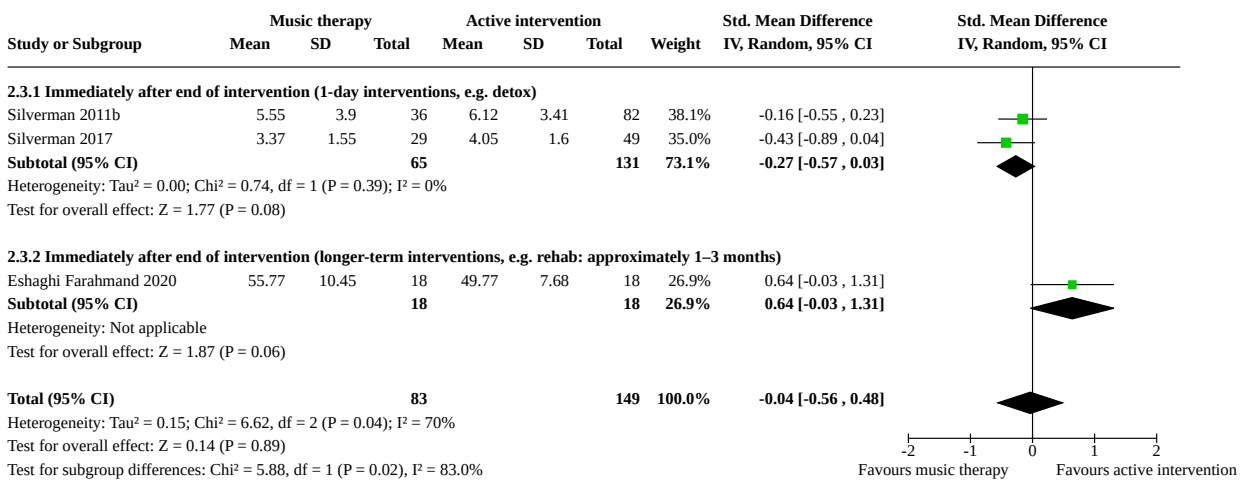 Music therapy Active intervention Std. Mean Difference Std. Mean Difference
Study or Subgroup Mean SD Total Mean SD Total Weight IV, Random, 95% CI IV, Random, 95% CI
2.3.1 Immediately after end of intervention (1-day interventions, e.g. detox)
Silverman 2011b 5.55 3.9 36 6.12 3.41 82 38.1% -0.16 [-0.55 , 0.23]
Silverman 2017 3.37 1.55 29 4.05 1.6 49 35.0% -0.43 [-0.89 , 0.04]
Subtotal (95% CI) 65 131 73.1% -0.27 [-0.57 , 0.03]
Heterogeneity: Tau² = 0.00; Chi² = 0.74, df = 1 (P = 0.39); I² = 0%
Test for overall effect: Z = 1.77 (P = 0.08)
2.3.2 Immediately after end of intervention (longer-term interventions, e.g. rehab: approximately 1–3 months)
Eshaghi Farahmand 2020 55.77 10.45 18 49.77 7.68 18 26.9% 0.64 [-0.03 , 1.31]
Subtotal (95% CI) 18 18 26.9% 0.64 [-0.03 , 1.31]
Heterogeneity: Not applicable
Test for overall effect: Z = 1.87 (P = 0.06)
Total (95% CI) 83 149 100.0% -0.04 [-0.56 , 0.48]
Heterogeneity: Tau² = 0.15; Chi² = 6.62, df = 2 (P = 0.04); I² = 70%
Test for overall effect: Z = 0.14 (P = 0.89)
-2 -1 0 1 2
Test for subgroup differences: Chi² = 5.88, df = 1 (P = 0.02), I² = 83.0% Favours music therapy Favours active intervention